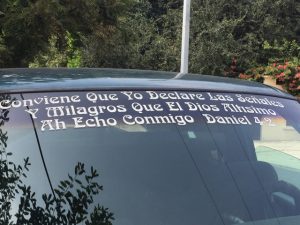 Conviene Que Yo Declare Las Señales
Y Milagros Que El Dios Altisimo
Ah Echo Conmigo Daniel 4:2